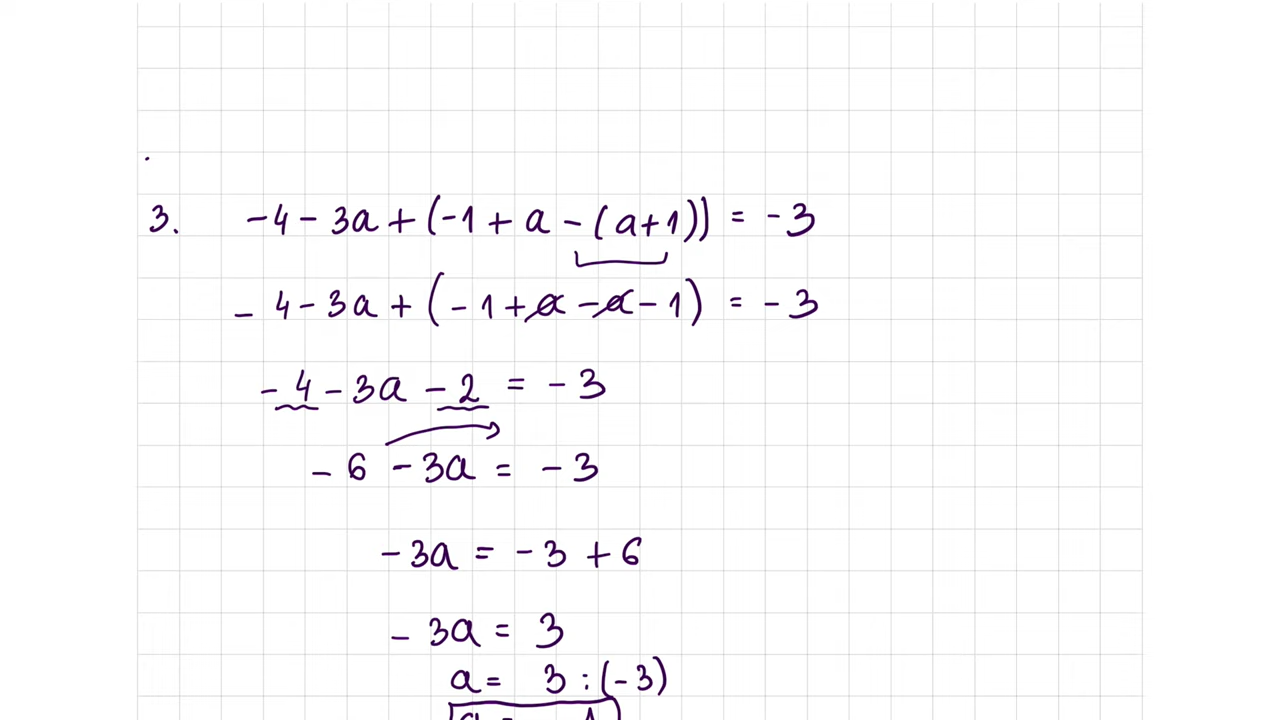 3. -4 - 3a + (-1 + a - (a+1)) = -3
- 4 - 3a + (- 1 + a - a - 1) = - 3
- 4 - 3a - 2 = - 3
- 6 - 3a = - 3
- 3a = - 3 + 6
- 3a = 3
a = 3 : (- 3)